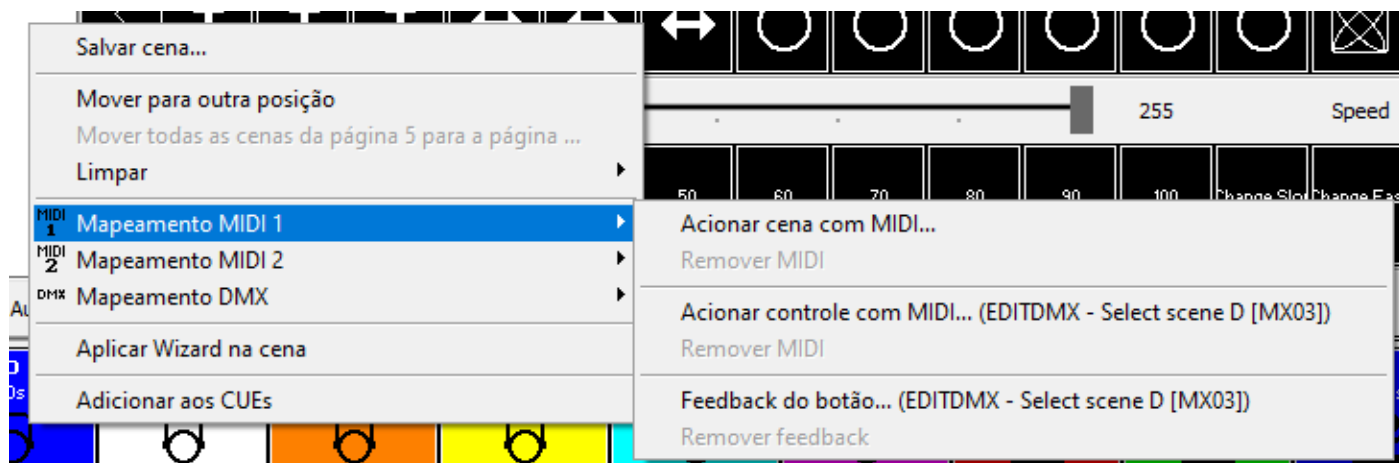 Salvar cena...
Mover para outra posição
255
Speed
Mover todas as cenas da página 5 para a página ...
Limpar
50 60 70 80 90 100
MIDI 1 Mapeamento MIDI 1
Acionar cena com MIDI...
MIDI 2 Mapeamento MIDI 2
Remover MIDI
DMX Mapeamento DMX
Acionar controle com MIDI... (EDITDMX - Select scene D [MX03])
Aplicar Wizard na cena
Remover MIDI
Adicionar aos CUEs
Feedback do botão... (EDITDMX - Select scene D [MX03])
Remover feedback